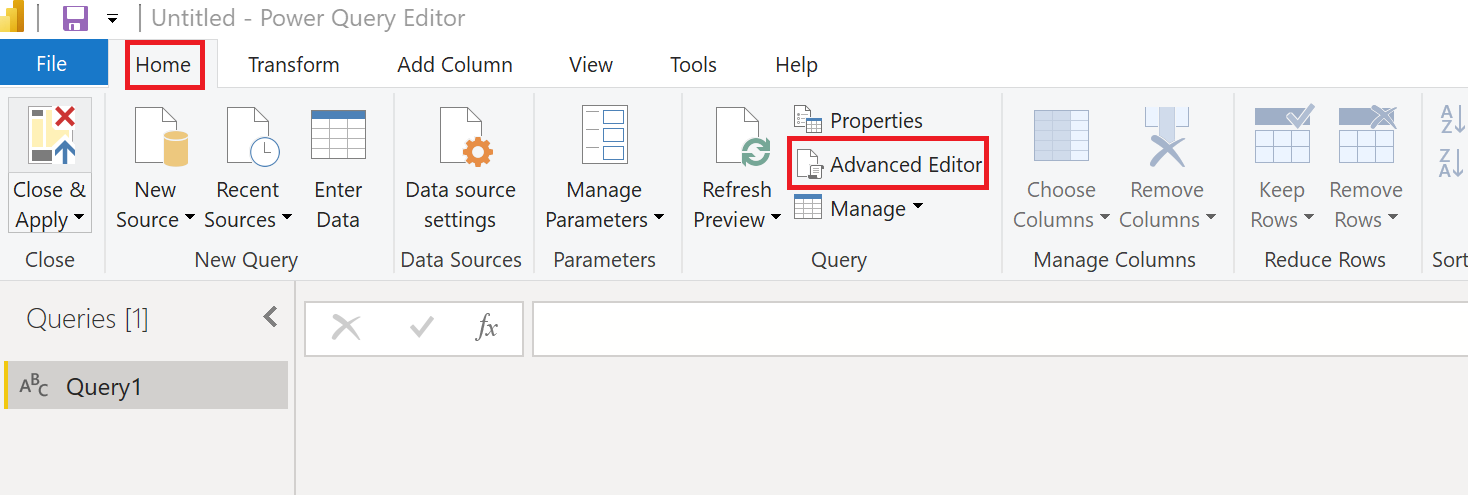 Untitled - Power Query Editor
File Home Transform Add Column View Tools Help
Close &
Apply
New
Source
Recent
Sources
Enter
Data
Data source
settings
Manage
Parameters
Refresh
Preview
Properties
Advanced Editor
Manage
Choose
Columns
Remove
Columns
Keep
Rows
Remove
Rows
A
Z
Z
A
Close New Query Data Sources Parameters Query Manage Columns Reduce Rows Sort
Queries [1]
fx
ABC Query1